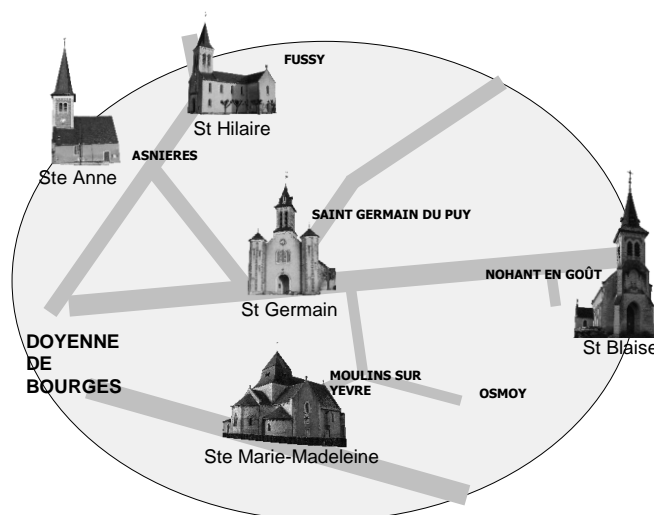 FUSSY
St Hilaire
ASNIERES
Ste Anne
SAINT GERMAIN DU PUY
NOHANT EN GOÛT
St Germain
St Blaise
DOYENNE
DE
BOURGES
MOULINS SUR
YEVRE
OSMOY
Ste Marie-Madeleine